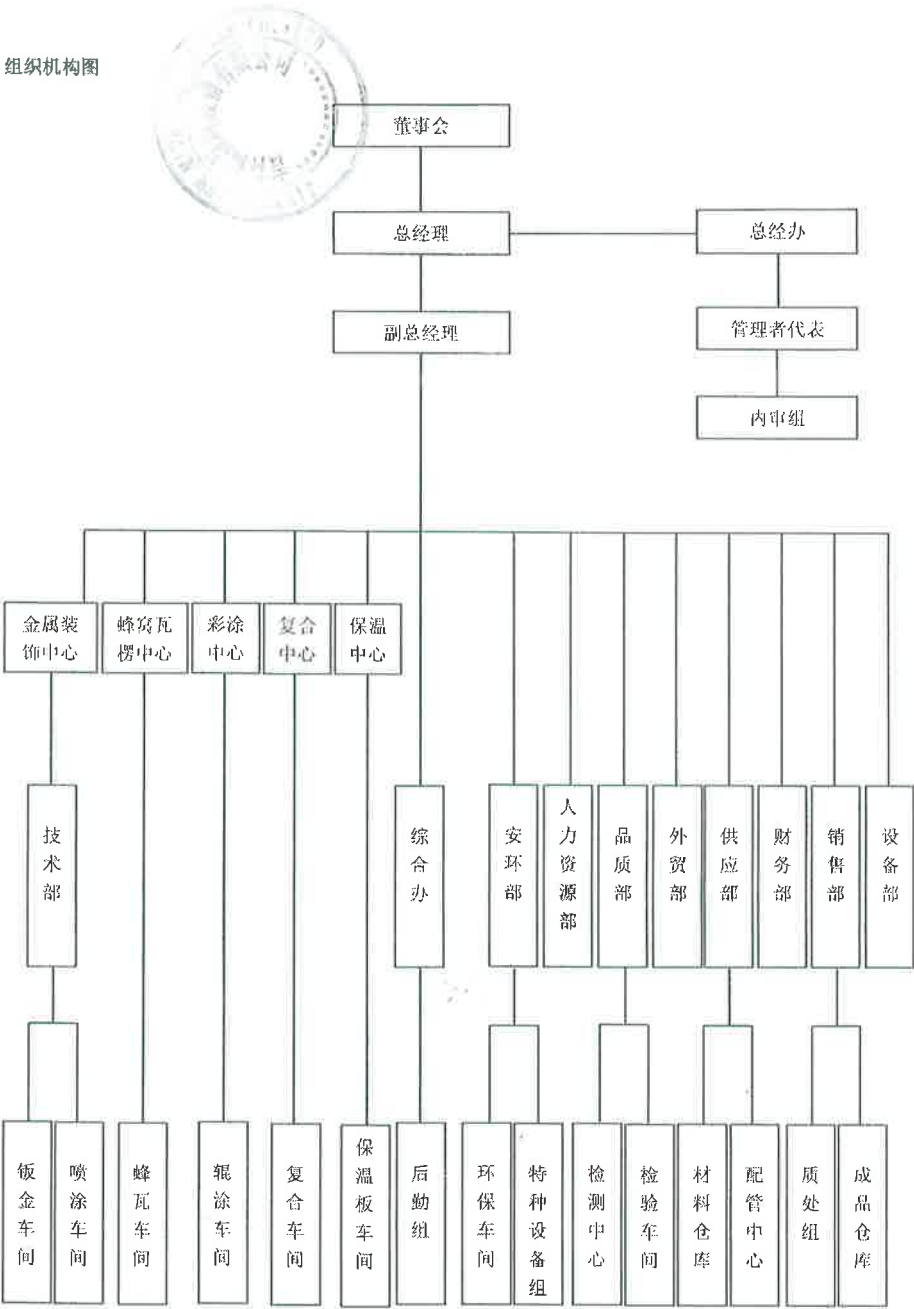 组织机构图
董事会
总经理
总经办
副总经理
管理者代表
内审组
金属装
饰中心
蜂窝瓦
楞中心
彩涂
中心
复合
中心
保温
中心
技术部
综合办
安环部
人力资源部
品质部
外贸部
供应部
财务部
销售部
设备部
钣金车间
喷涂车间
蜂瓦车间
辊涂车间
复合车间
保温板车间
后勤组
环保车间
特种设备组
检测中心
检验车间
材料仓库
配管中心
质处组
成品仓库